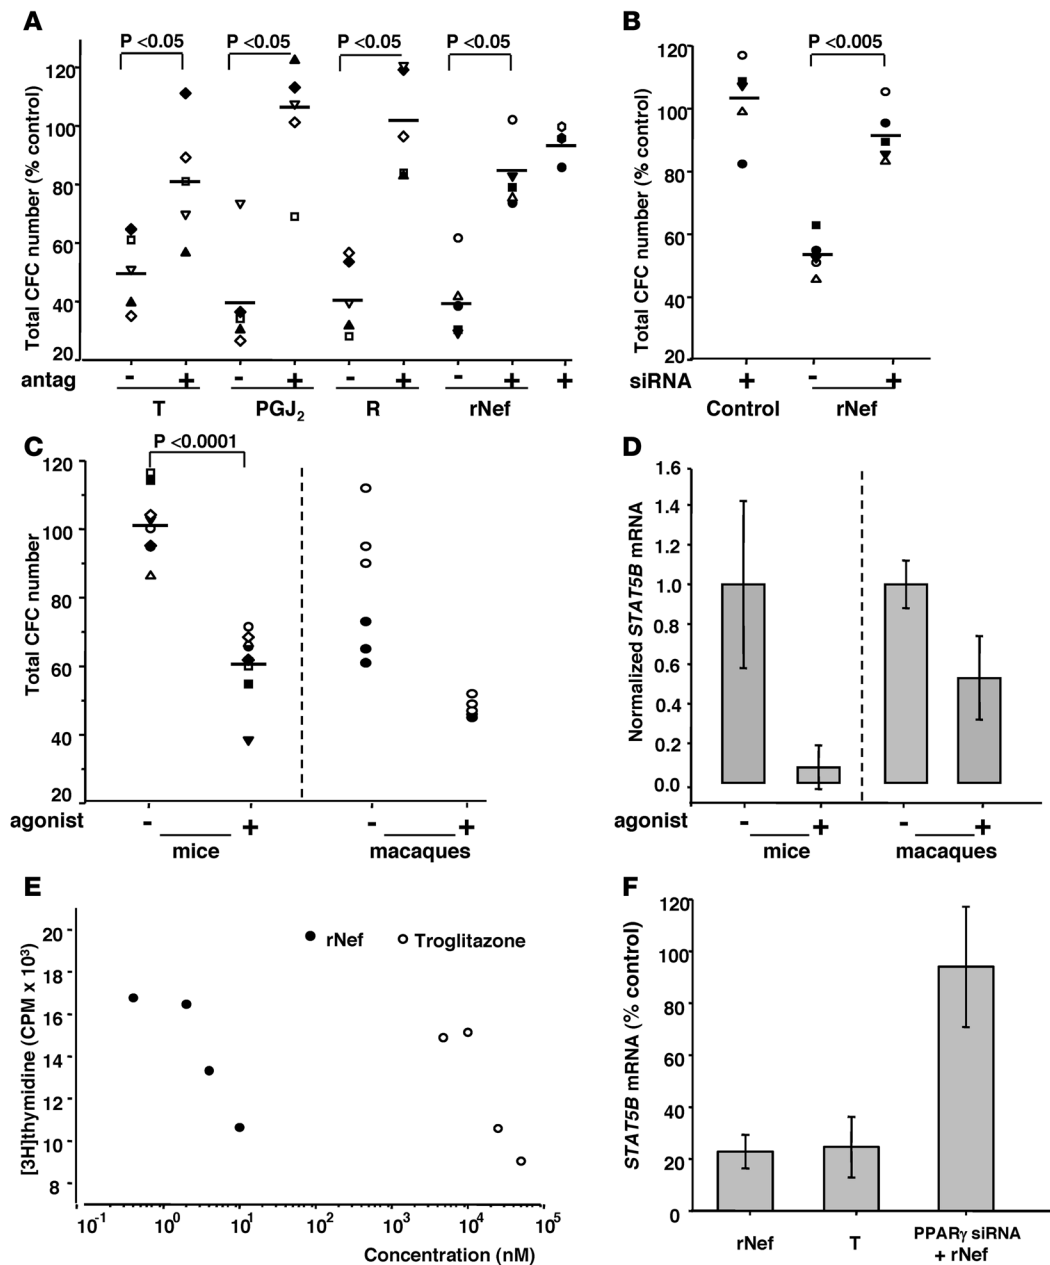 A
P <0.05 P <0.05 P <0.05 P <0.05
Total CFC number (% control)
120
100
80
60
40
20
antag - + - + - + - + +
T PGJ2 R rNef
B
P <0.005
Total CFC number (% control)
120
100
80
60
40
20
siRNA + - +
Control rNef
C
P <0.0001
Total CFC number
120
100
80
60
40
20
agonist - + - +
mice macaques
D
Normalized STAT5B mRNA
1.6
1.4
1.2
1.0
0.8
0.6
0.4
0.2
0.0
agonist - + - +
mice macaques
E
rNef Troglitazone
[3H]thymidine (CPM x 10³)
20
18
16
14
12
10
8
10⁻¹ 10⁰ 10¹ 10² 10³ 10⁴ 10⁵
Concentration (nM)
F
STAT5B mRNA (% control)
120
100
80
60
40
20
0
rNef T PPARγ siRNA
+ rNef